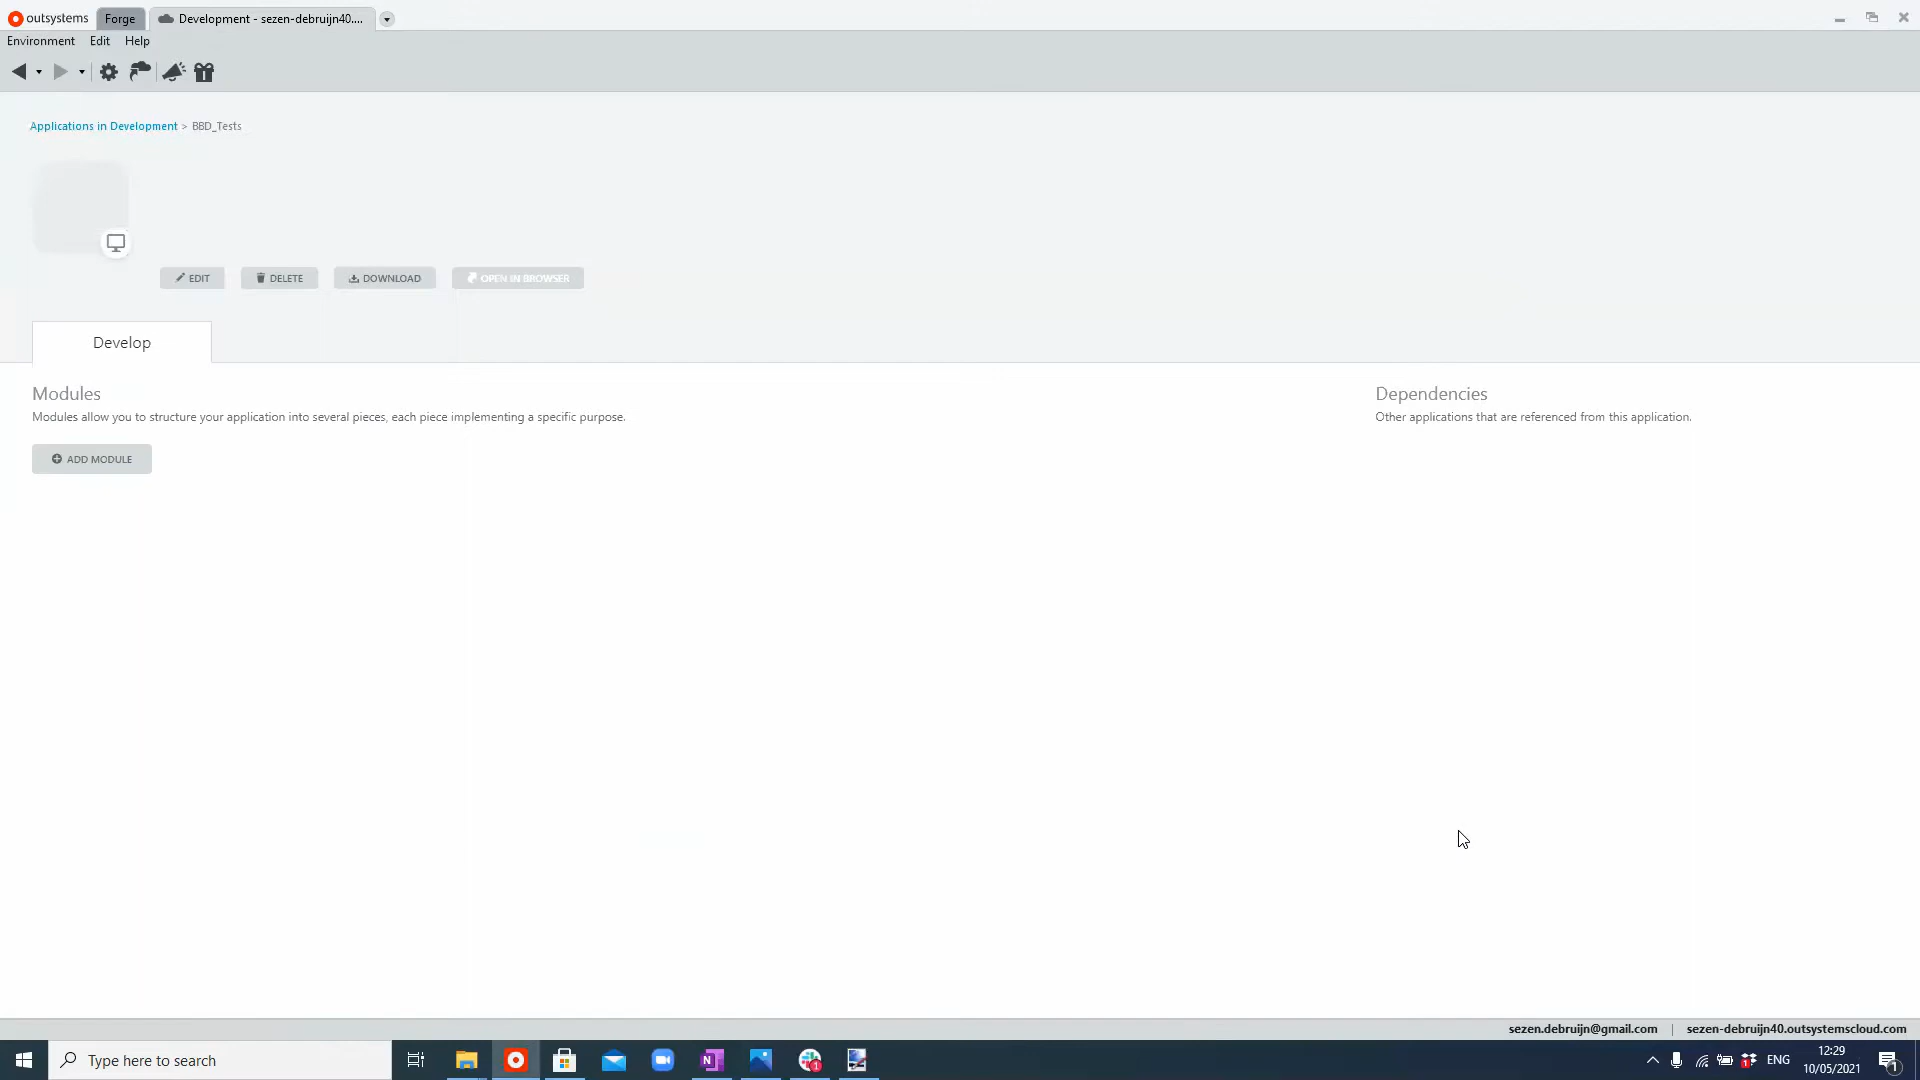 outsystems Forge Development - sezen-debruijn40....
Environment Edit Help
Applications in Development > BBD_Tests
EDIT DELETE DOWNLOAD OPEN IN BROWSER
Develop
Modules
Modules allow you to structure your application into several pieces, each piece implementing a specific purpose.
ADD MODULE
Dependencies
Other applications that are referenced from this application.
sezen.debruijn@gmail.com | sezen-debruijn40.outsystemscloud.com
Type here to search
N
1
1
ENG
12:29
10/05/2021
1